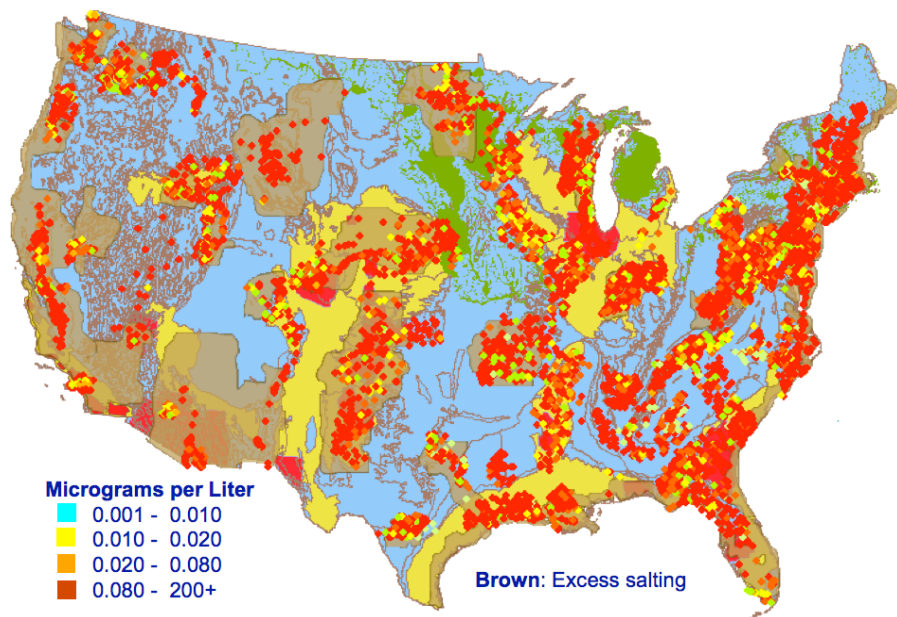 Micrograms per Liter
0.001 - 0.010
0.010 - 0.020
0.020 - 0.080
0.080 - 200+
Brown: Excess salting